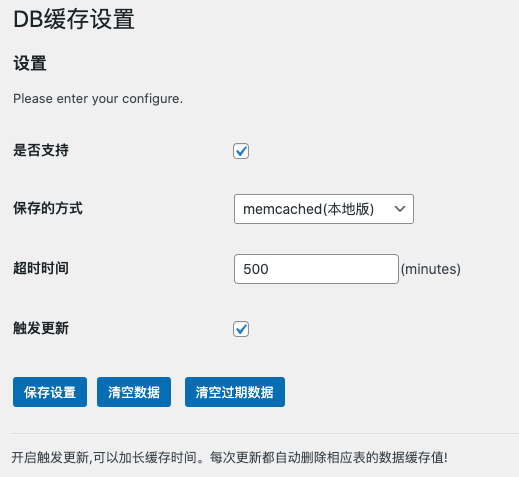 DB缓存设置
设置
Please enter your configure.
是否支持
保存的方式 memcached(本地版)
超时时间 500 (minutes)
触发更新
保存设置 清空数据 清空过期数据
开启触发更新,可以加长缓存时间。每次更新都自动删除相应表的数据缓存值!